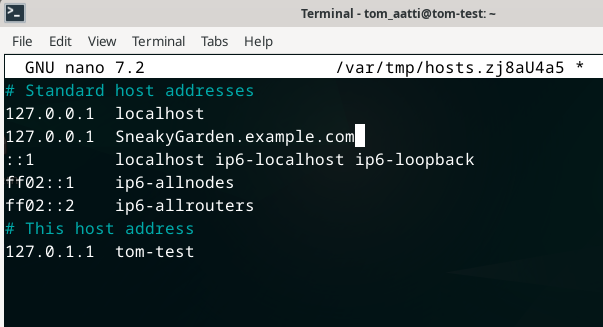 Terminal - tom_aatti@tom-test: ~
File Edit View Terminal Tabs Help
GNU nano 7.2 /var/tmp/hosts.zj8aU4a5 *
# Standard host addresses
127.0.0.1 localhost
127.0.0.1 SneakyGarden.example.com
::1 localhost ip6-localhost ip6-loopback
ff02::1 ip6-allnodes
ff02::2 ip6-allrouters
# This host address
127.0.1.1 tom-test